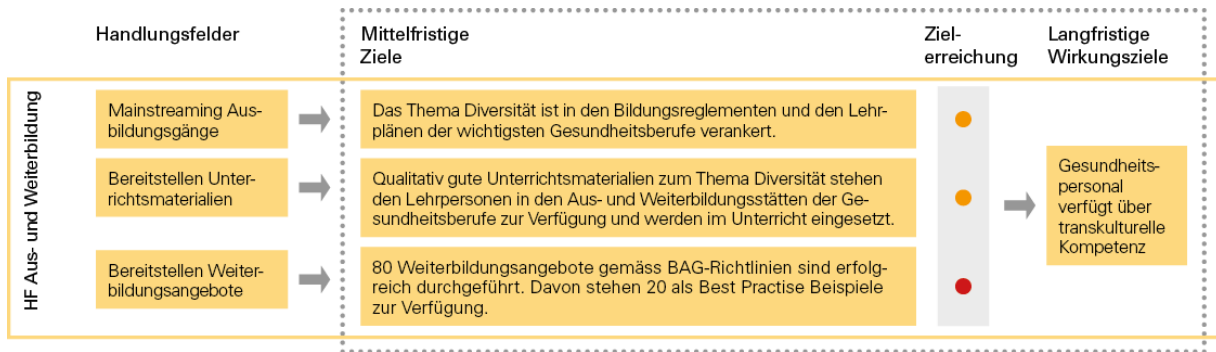 Handlungsfelder
Mittelfristige
Ziele
Ziel-
erreichung
Langfristige
Wirkungsziele
HF Aus- und Weiterbildung
Mainstreaming Aus-
bildungsgänge
Das Thema Diversität ist in den Bildungsreglementen und den Lehr-
plänen der wichtigsten Gesundheitsberufe verankert.
Bereitstellen Unter-
richtsmaterialien
Qualitativ gute Unterrichtsmaterialien zum Thema Diversität stehen
den Lehrpersonen in den Aus- und Weiterbildungsstätten der Ge-
sundheitsberufe zur Verfügung und werden im Unterricht eingesetzt.
Bereitstellen Weiter-
bildungsangebote
80 Weiterbildungsangebote gemäss BAG-Richtlinien sind erfolg-
reich durchgeführt. Davon stehen 20 als Best Practise Beispiele
zur Verfügung.
Gesundheits-
personal
verfügt über
transkulturelle
Kompetenz